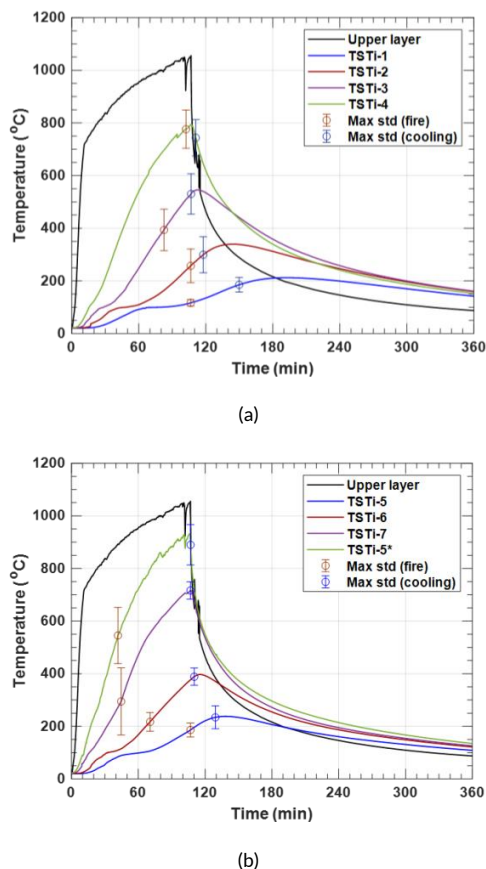 1200
1000
800
600
400
200
0
Temperature (°C)
Upper layer
TSTi-1
TSTi-2
TSTi-3
TSTi-4
Max std (fire)
Max std (cooling)
0 60 120 180 240 300 360
Time (min)
(a)
1200
1000
800
600
400
200
0
Temperature (°C)
Upper layer
TSTi-5
TSTi-6
TSTi-7
TSTi-5*
Max std (fire)
Max std (cooling)
0 60 120 180 240 300 360
Time (min)
(b)